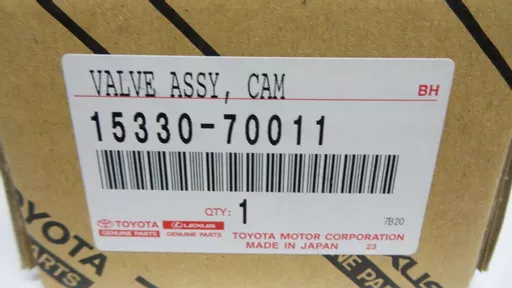 VALVE ASSY, CAM
BH
15330-70011
QTY: 1
7B20
TOYOTA LEXUS
GENUINE PARTS GENUINE PARTS
TOYOTA MOTOR CORPORATION
MADE IN JAPAN 23
TOYOTA
PARTS
EXUS